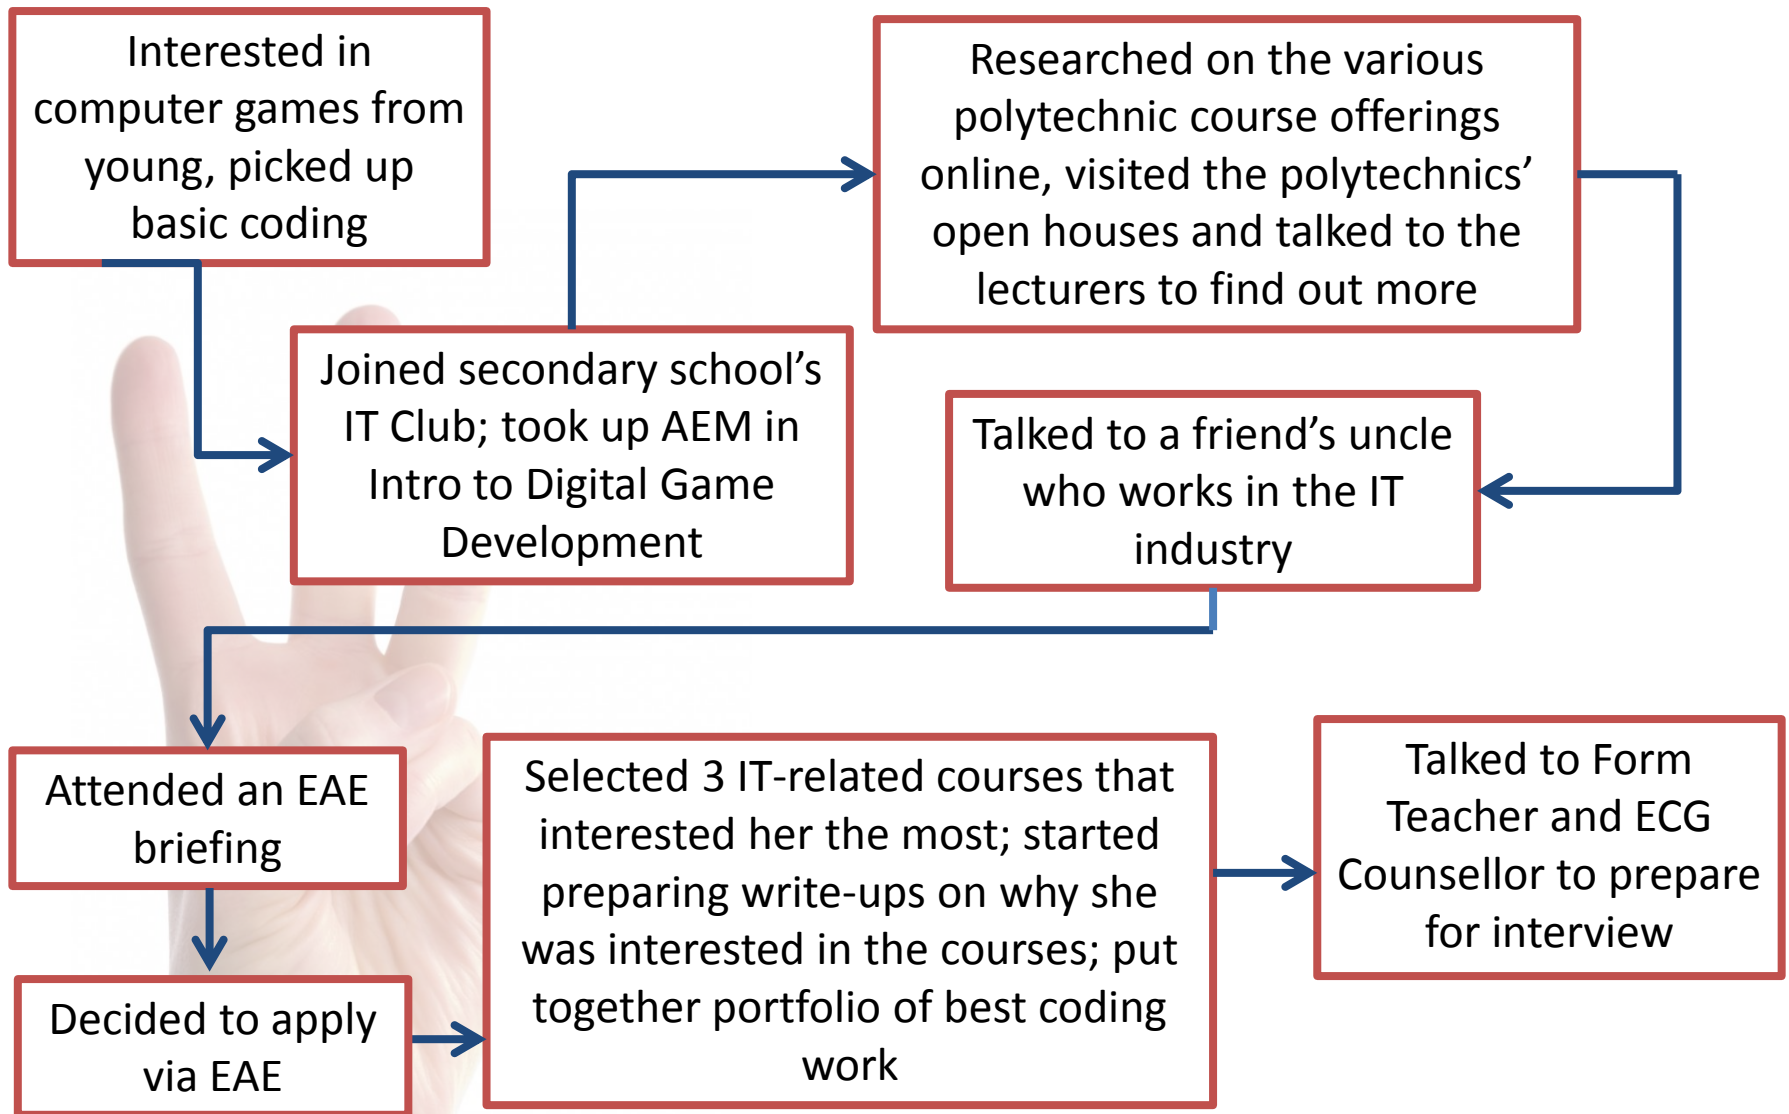 Interested in
computer games from
young, picked up
basic coding
Joined secondary school’s
IT Club; took up AEM in
Intro to Digital Game
Development
Researched on the various
polytechnic course offerings
online, visited the polytechnics’
open houses and talked to the
lecturers to find out more
Talked to a friend’s uncle
who works in the IT
industry
Attended an EAE
briefing
Decided to apply
via EAE
Selected 3 IT-related courses that
interested her the most; started
preparing write-ups on why she
was interested in the courses; put
together portfolio of best coding
work
Talked to Form
Teacher and ECG
Counsellor to prepare
for interview